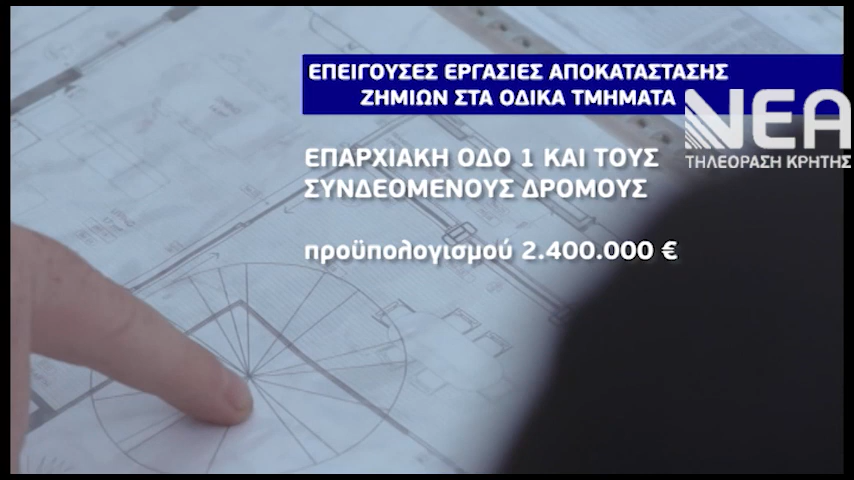 ΕΠΕΙΓΟΥΣΕΣ ΕΡΓΑΣΙΕΣ ΑΠΟΚΑΤΑΣΤΑΣΗΣ
ΖΗΜΙΩΝ ΣΤΑ ΟΔΙΚΑ ΤΜΗΜΑΤΑ
ΝΕΑ
ΤΗΛΕΟΡΑΣΗ ΚΡΗΤΗΣ
ΕΠΑΡΧΙΑΚΗ ΟΔΟ 1 ΚΑΙ ΤΟΥΣ
ΣΥΝΔΕΟΜΕΝΟΥΣ ΔΡΟΜΟΥΣ
προϋπολογισμού 2.400.000 €